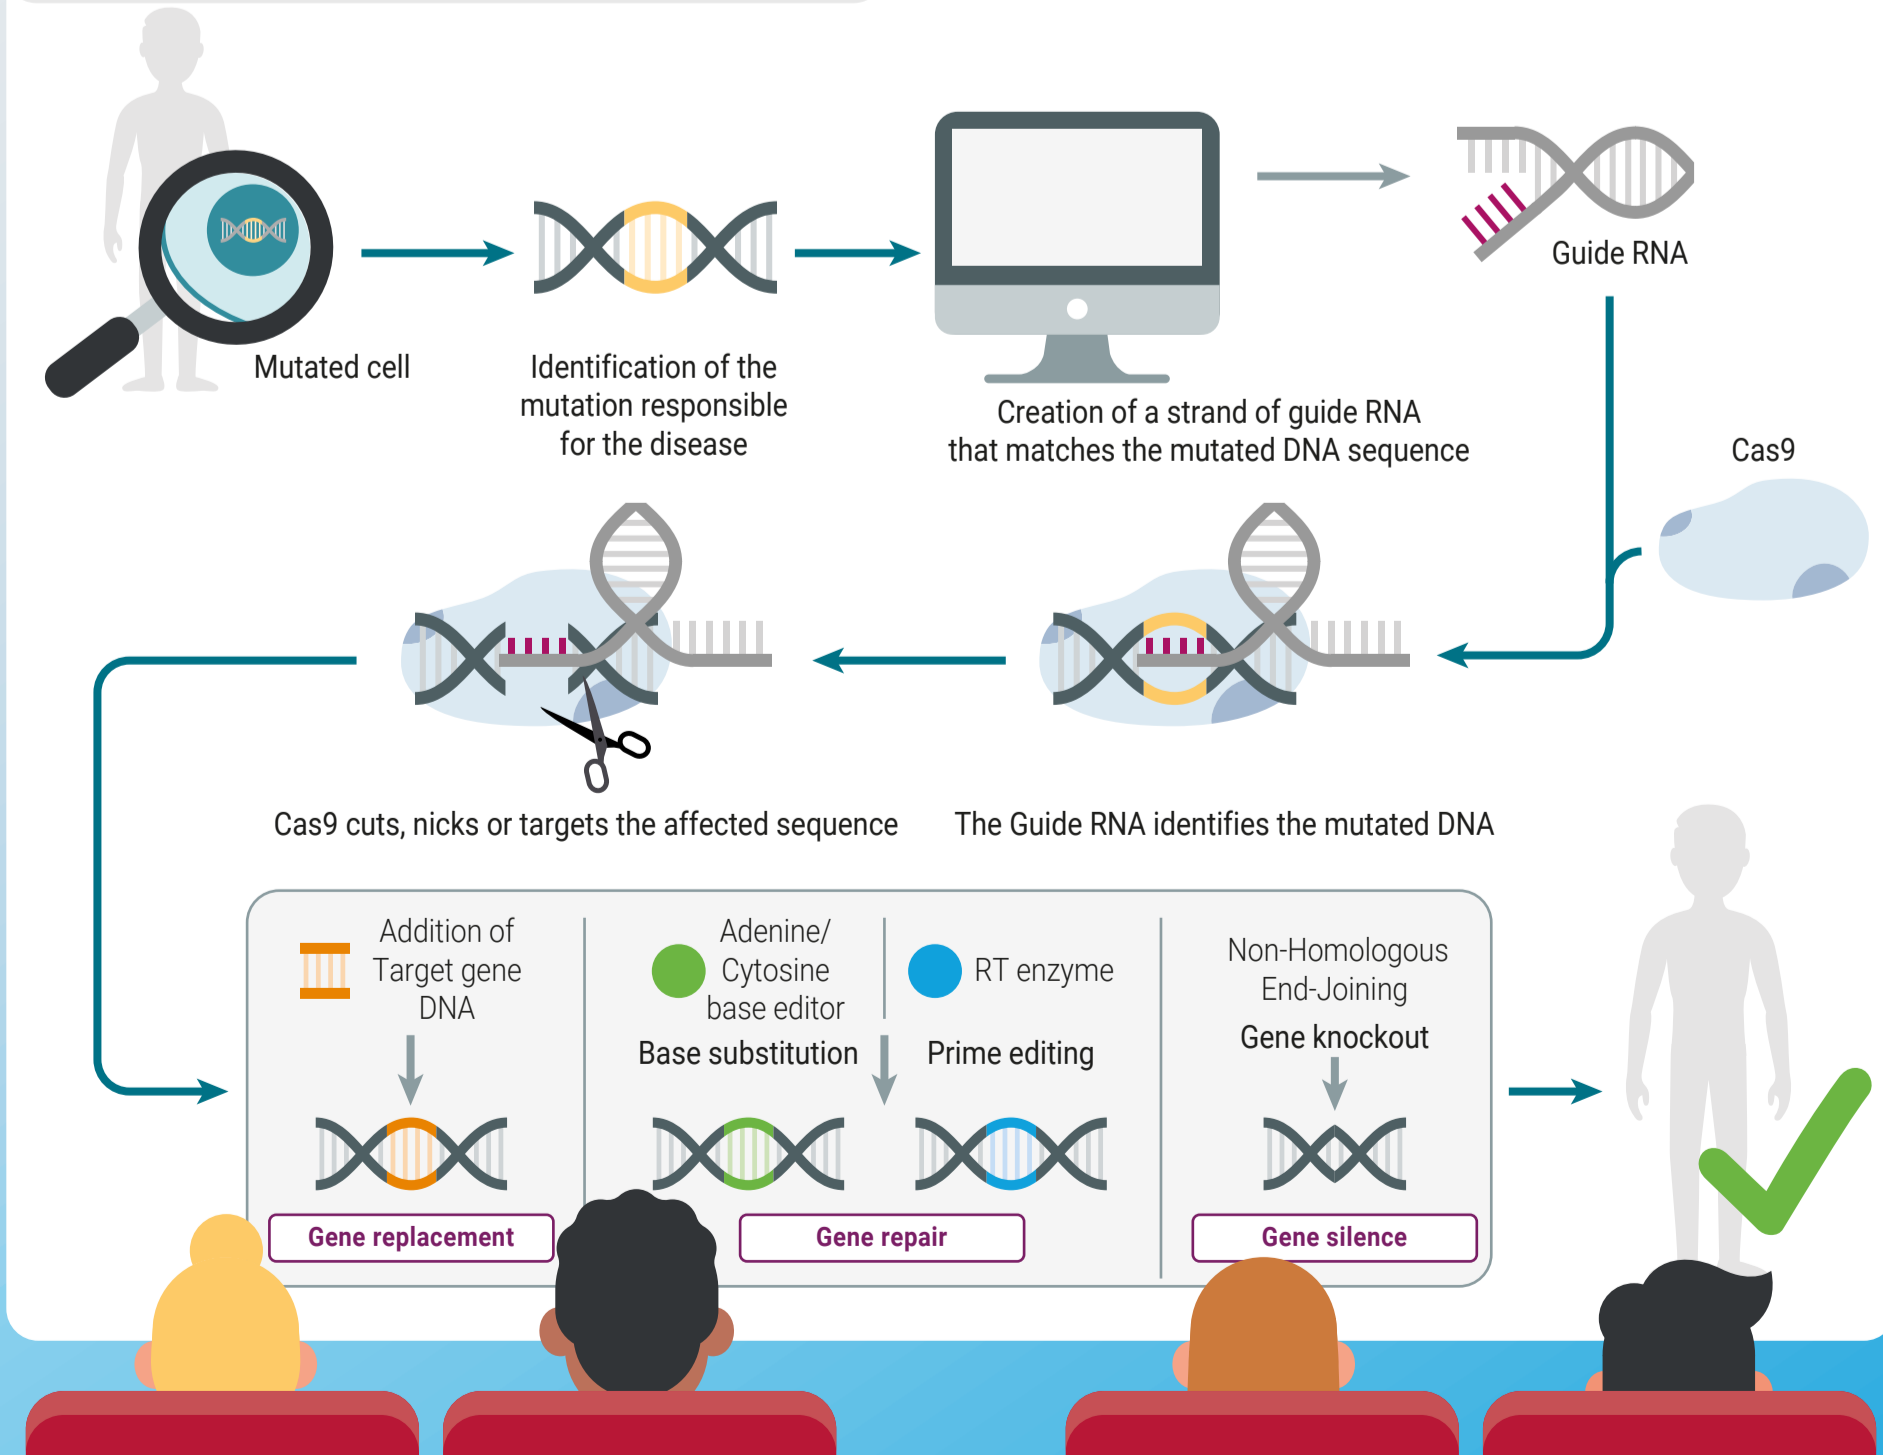 Mutated cell
Identification of the
mutation responsible
for the disease
Creation of a strand of guide RNA
that matches the mutated DNA sequence
Guide RNA
Cas9
The Guide RNA identifies the mutated DNA
Cas9 cuts, nicks or targets the affected sequence
Addition of
Target gene
DNA
Gene replacement
Adenine/
Cytosine
base editor
Base substitution
RT enzyme
Prime editing
Gene repair
Non-Homologous
End-Joining
Gene knockout
Gene silence